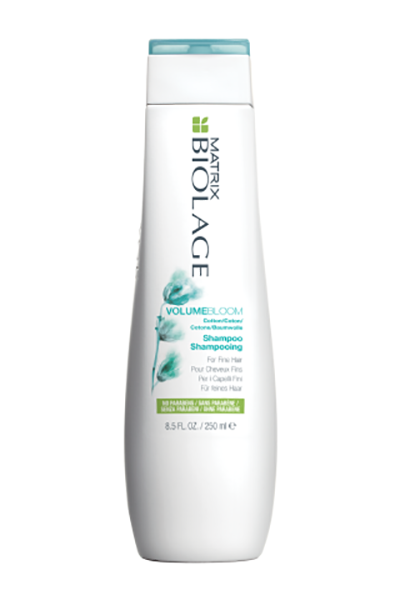 MATRIX
BIOLAGE
VOLUMEBLOOM
Cotton/Coton/
Cotone/Baumwolle
Shampoo
Shampooing
For Fine Hair
Pour Cheveux Fins
Per i Capelli Fini
Für feines Haar
NO PARABENS / SANS PARABÈNE /
SENZA PARABENI / OHNE PARABENE
8.5 FL. OZ. / 250 ml ℮